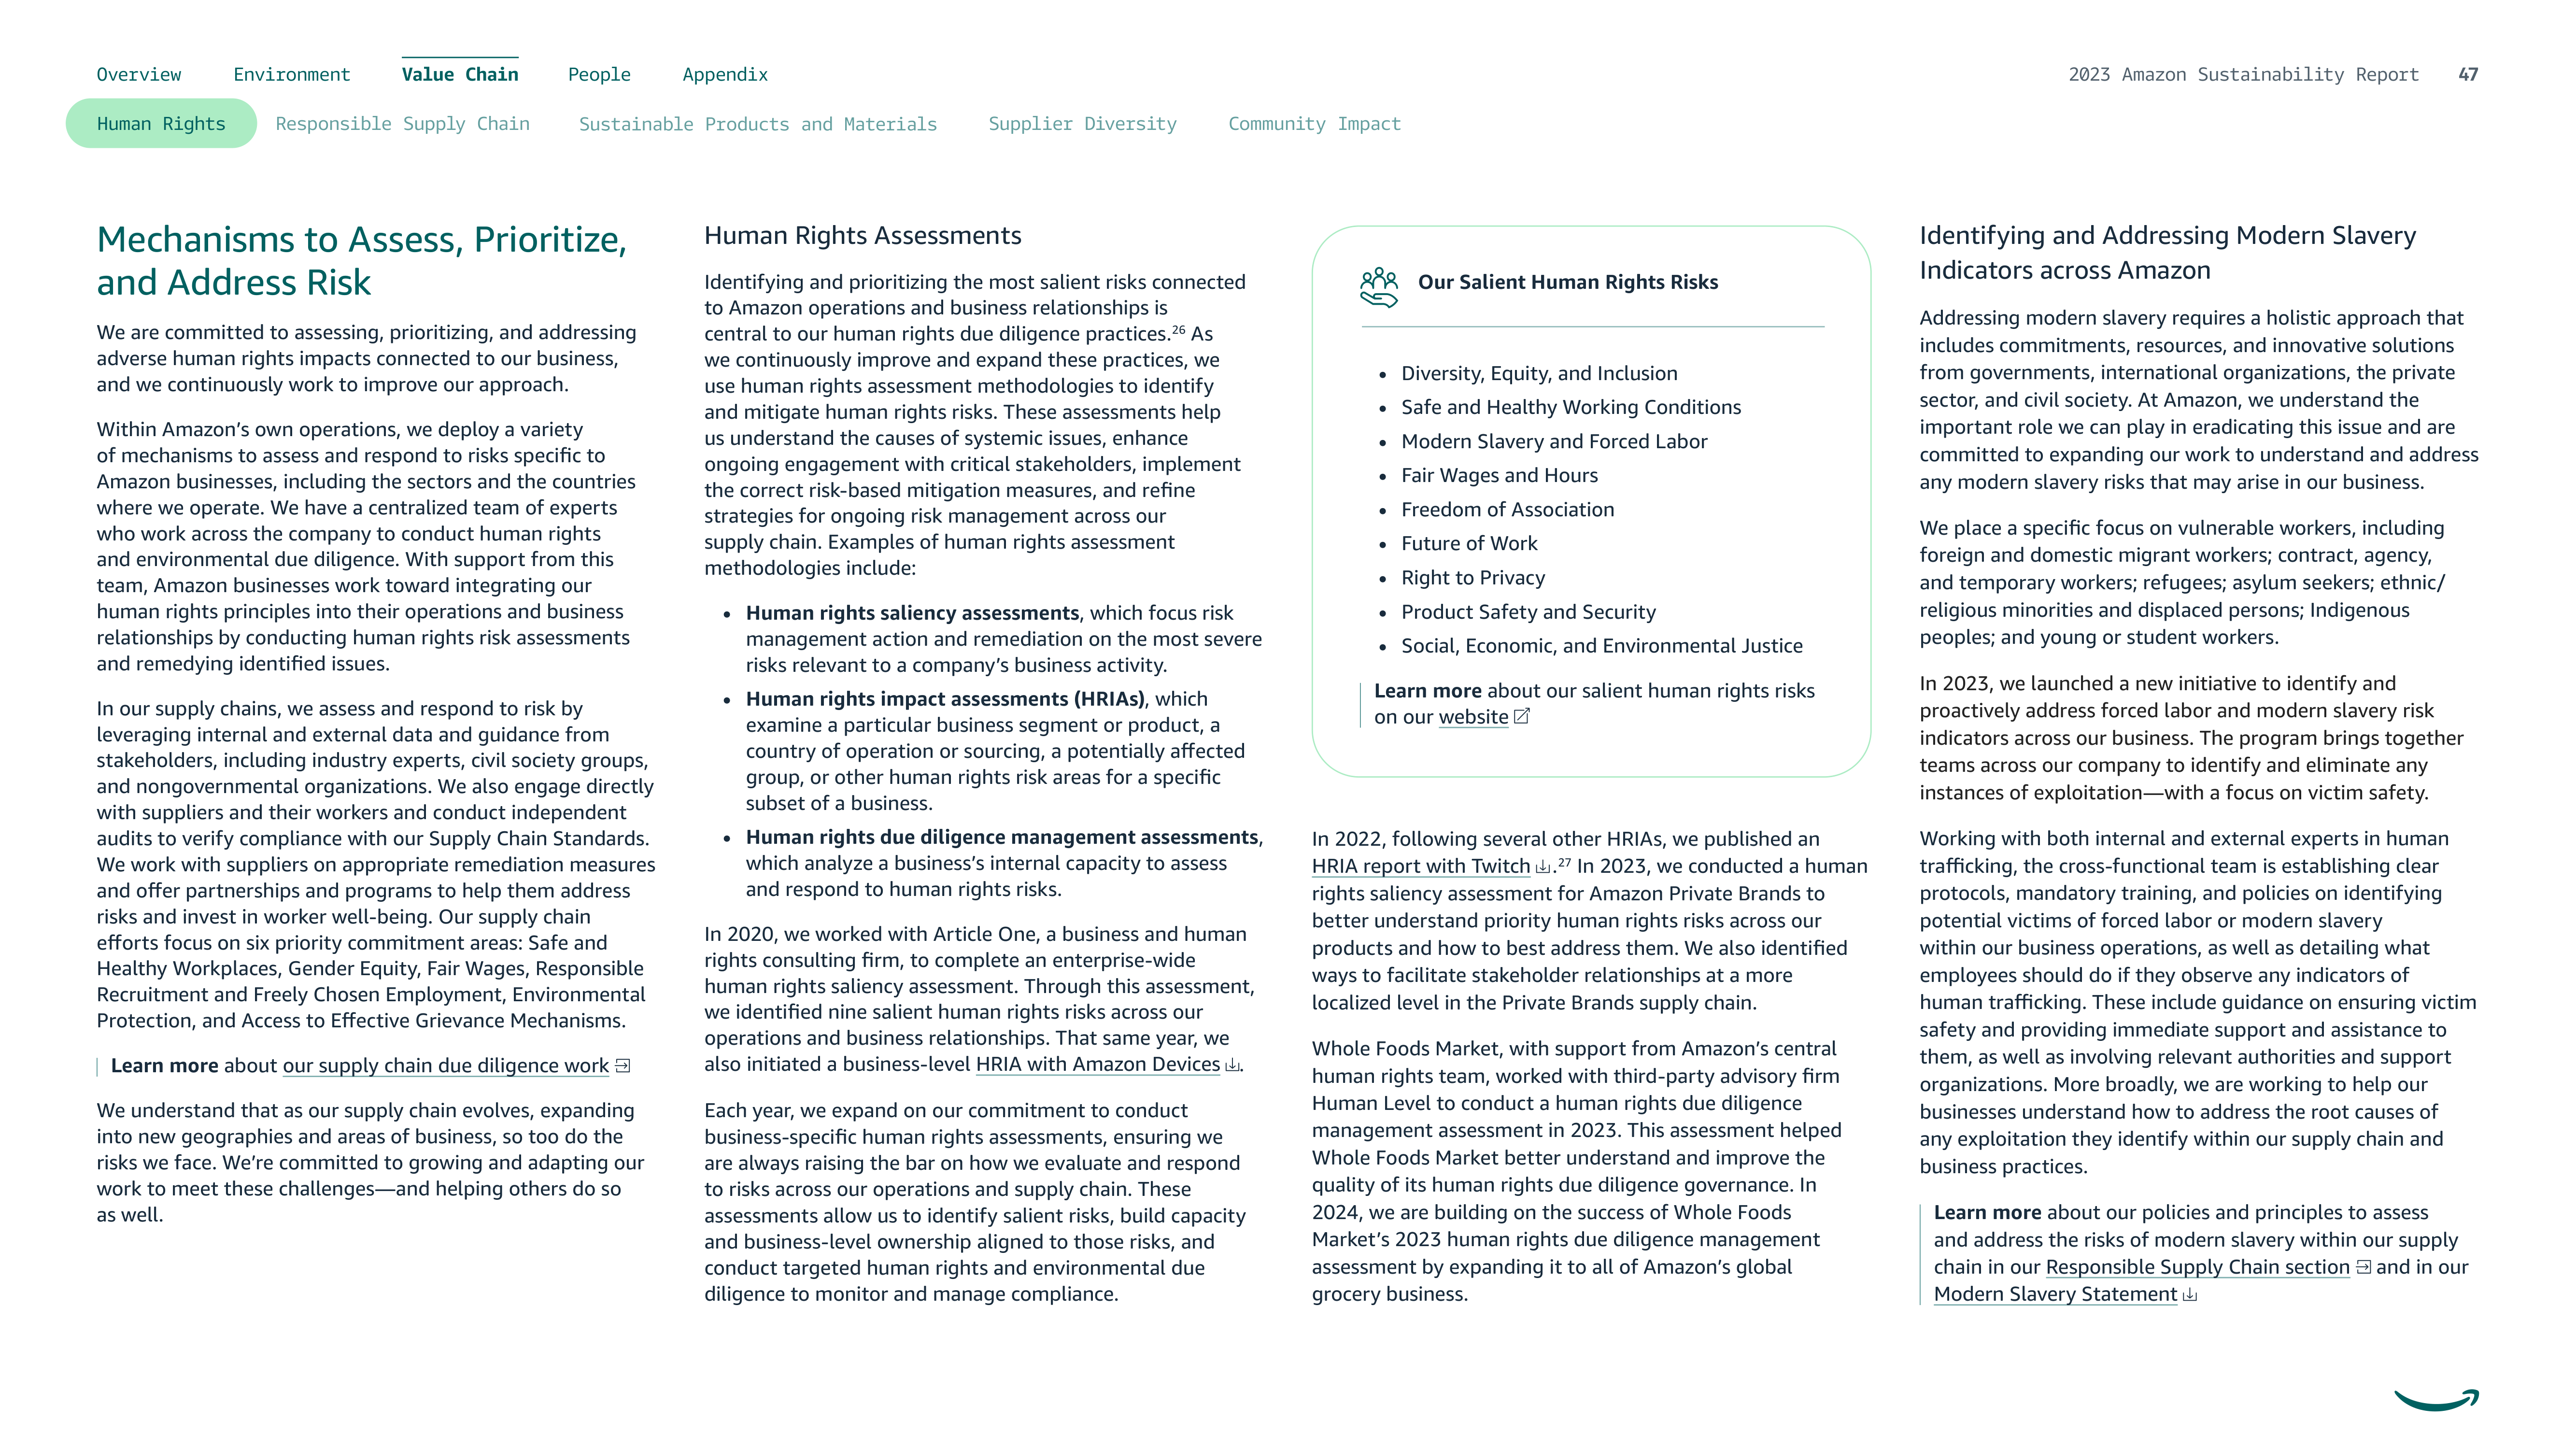 Overview Environment Value Chain People Appendix
2023 Amazon Sustainability Report 47
Human Rights Responsible Supply Chain Sustainable Products and Materials Supplier Diversity Community Impact
Mechanisms to Assess, Prioritize,
and Address Risk
We are committed to assessing, prioritizing, and addressing
adverse human rights impacts connected to our business,
and we continuously work to improve our approach.
Within Amazon’s own operations, we deploy a variety
of mechanisms to assess and respond to risks specific to
Amazon businesses, including the sectors and the countries
where we operate. We have a centralized team of experts
who work across the company to conduct human rights
and environmental due diligence. With support from this
team, Amazon businesses work toward integrating our
human rights principles into their operations and business
relationships by conducting human rights risk assessments
and remedying identified issues.
In our supply chains, we assess and respond to risk by
leveraging internal and external data and guidance from
stakeholders, including industry experts, civil society groups,
and nongovernmental organizations. We also engage directly
with suppliers and their workers and conduct independent
audits to verify compliance with our Supply Chain Standards.
We work with suppliers on appropriate remediation measures
and offer partnerships and programs to help them address
risks and invest in worker well-being. Our supply chain
efforts focus on six priority commitment areas: Safe and
Healthy Workplaces, Gender Equity, Fair Wages, Responsible
Recruitment and Freely Chosen Employment, Environmental
Protection, and Access to Effective Grievance Mechanisms.
Learn more about our supply chain due diligence work
We understand that as our supply chain evolves, expanding
into new geographies and areas of business, so too do the
risks we face. We’re committed to growing and adapting our
work to meet these challenges—and helping others do so
as well.
Human Rights Assessments
Identifying and prioritizing the most salient risks connected
to Amazon operations and business relationships is
central to our human rights due diligence practices.26 As
we continuously improve and expand these practices, we
use human rights assessment methodologies to identify
and mitigate human rights risks. These assessments help
us understand the causes of systemic issues, enhance
ongoing engagement with critical stakeholders, implement
the correct risk-based mitigation measures, and refine
strategies for ongoing risk management across our
supply chain. Examples of human rights assessment
methodologies include:
• Human rights saliency assessments, which focus risk
management action and remediation on the most severe
risks relevant to a company’s business activity.
• Human rights impact assessments (HRIAs), which
examine a particular business segment or product, a
country of operation or sourcing, a potentially affected
group, or other human rights risk areas for a specific
subset of a business.
• Human rights due diligence management assessments,
which analyze a business’s internal capacity to assess
and respond to human rights risks.
In 2020, we worked with Article One, a business and human
rights consulting firm, to complete an enterprise-wide
human rights saliency assessment. Through this assessment,
we identified nine salient human rights risks across our
operations and business relationships. That same year, we
also initiated a business-level HRIA with Amazon Devices.
Each year, we expand on our commitment to conduct
business-specific human rights assessments, ensuring we
are always raising the bar on how we evaluate and respond
to risks across our operations and supply chain. These
assessments allow us to identify salient risks, build capacity
and business-level ownership aligned to those risks, and
conduct targeted human rights and environmental due
diligence to monitor and manage compliance.
Our Salient Human Rights Risks
• Diversity, Equity, and Inclusion
• Safe and Healthy Working Conditions
• Modern Slavery and Forced Labor
• Fair Wages and Hours
• Freedom of Association
• Future of Work
• Right to Privacy
• Product Safety and Security
• Social, Economic, and Environmental Justice
Learn more about our salient human rights risks
on our website
In 2022, following several other HRIAs, we published an
HRIA report with Twitch.27 In 2023, we conducted a human
rights saliency assessment for Amazon Private Brands to
better understand priority human rights risks across our
products and how to best address them. We also identified
ways to facilitate stakeholder relationships at a more
localized level in the Private Brands supply chain.
Whole Foods Market, with support from Amazon’s central
human rights team, worked with third-party advisory firm
Human Level to conduct a human rights due diligence
management assessment in 2023. This assessment helped
Whole Foods Market better understand and improve the
quality of its human rights due diligence governance. In
2024, we are building on the success of Whole Foods
Market’s 2023 human rights due diligence management
assessment by expanding it to all of Amazon’s global
grocery business.
Identifying and Addressing Modern Slavery
Indicators across Amazon
Addressing modern slavery requires a holistic approach that
includes commitments, resources, and innovative solutions
from governments, international organizations, the private
sector, and civil society. At Amazon, we understand the
important role we can play in eradicating this issue and are
committed to expanding our work to understand and address
any modern slavery risks that may arise in our business.
We place a specific focus on vulnerable workers, including
foreign and domestic migrant workers; contract, agency,
and temporary workers; refugees; asylum seekers; ethnic/
religious minorities and displaced persons; Indigenous
peoples; and young or student workers.
In 2023, we launched a new initiative to identify and
proactively address forced labor and modern slavery risk
indicators across our business. The program brings together
teams across our company to identify and eliminate any
instances of exploitation—with a focus on victim safety.
Working with both internal and external experts in human
trafficking, the cross-functional team is establishing clear
protocols, mandatory training, and policies on identifying
potential victims of forced labor or modern slavery
within our business operations, as well as detailing what
employees should do if they observe any indicators of
human trafficking. These include guidance on ensuring victim
safety and providing immediate support and assistance to
them, as well as involving relevant authorities and support
organizations. More broadly, we are working to help our
businesses understand how to address the root causes of
any exploitation they identify within our supply chain and
business practices.
Learn more about our policies and principles to assess
and address the risks of modern slavery within our supply
chain in our Responsible Supply Chain section and in our
Modern Slavery Statement